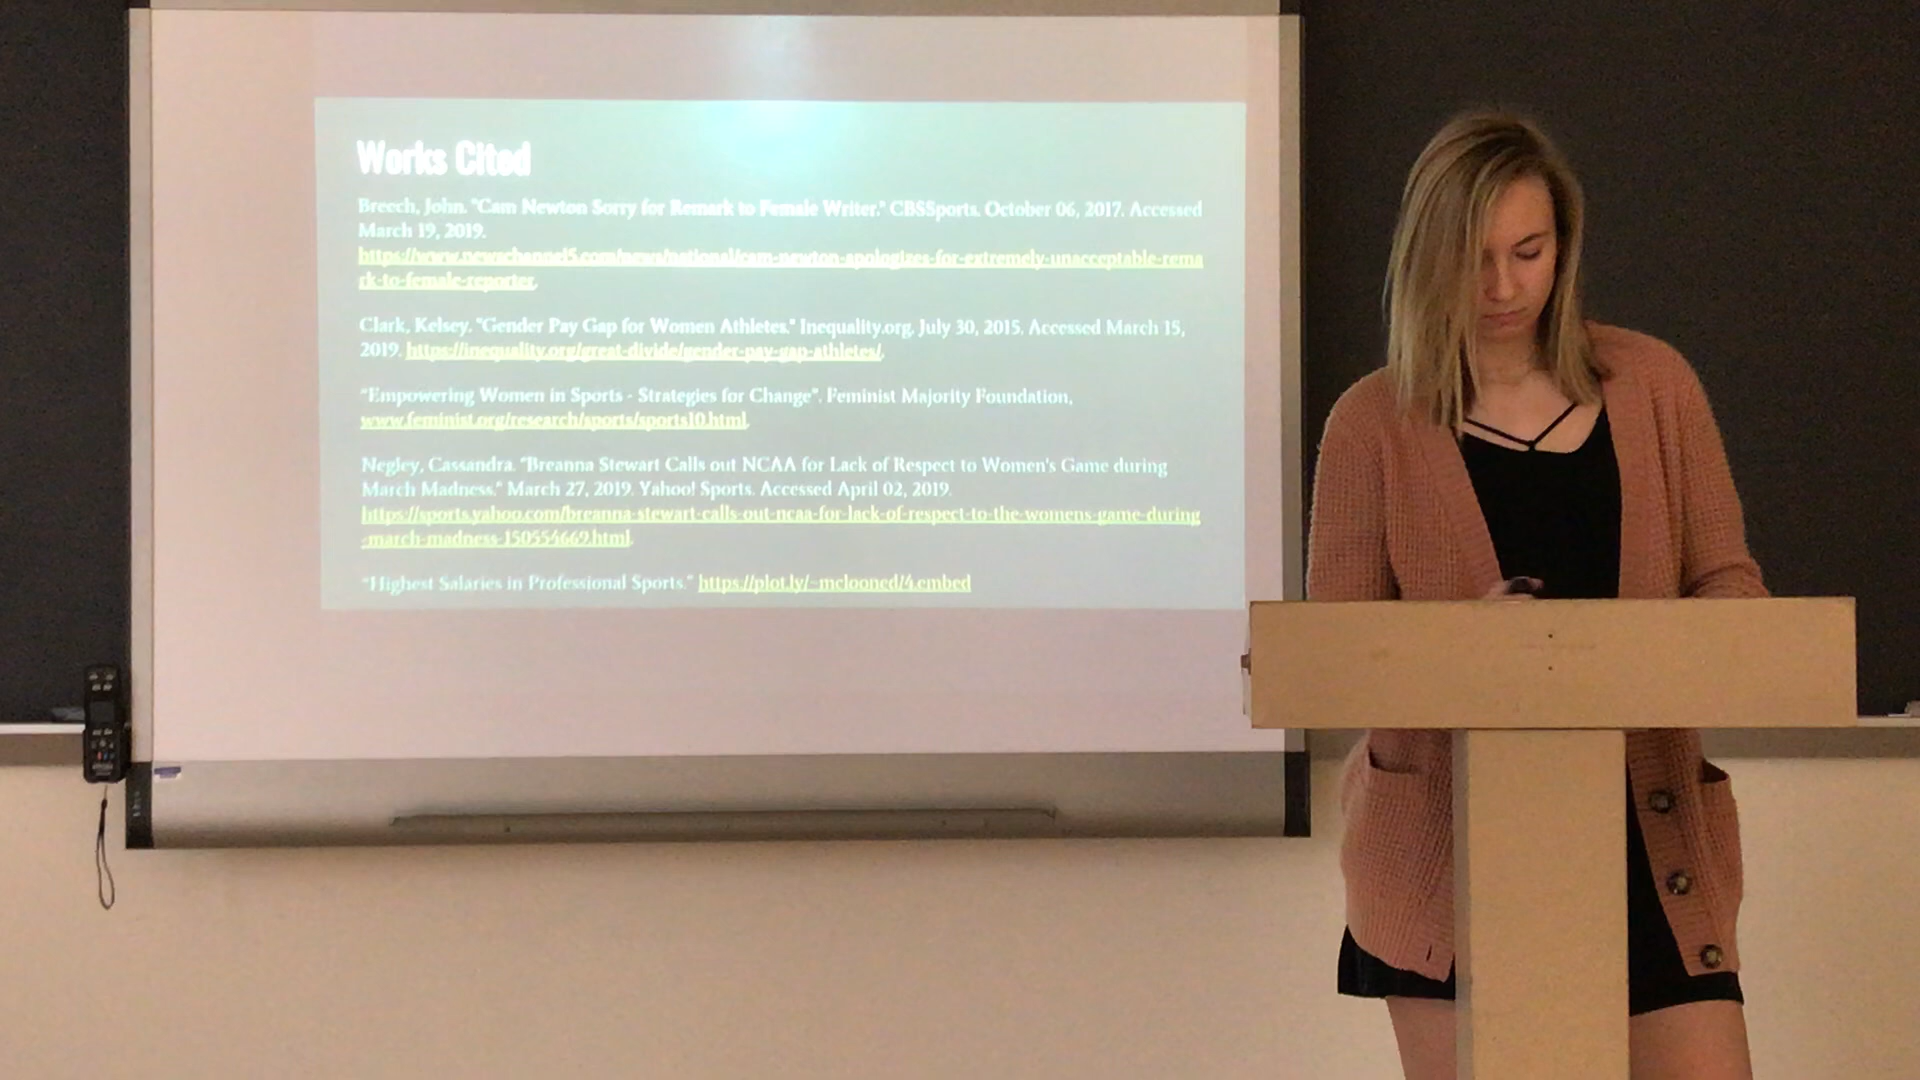 Works Cited
Breech, John. "Cam Newton Sorry for Remark to Female Writer." CBSSports. October 06, 2017. Accessed
March 19, 2019.
https://www.newschannel5.com/news/national/cam-newton-apologizes-for-extremely-unacceptable-rema
rk-to-female-reporter.
Clark, Kelsey. "Gender Pay Gap for Women Athletes." Inequality.org. July 30, 2015. Accessed March 15,
2019. https://inequality.org/great-divide/gender-pay-gap-athletes/.
"Empowering Women in Sports - Strategies for Change". Feminist Majority Foundation,
www.feminist.org/research/sports/sports10.html.
Negley, Cassandra. "Breanna Stewart Calls out NCAA for Lack of Respect to Women's Game during
March Madness." March 27, 2019. Yahoo! Sports. Accessed April 02, 2019.
https://sports.yahoo.com/breanna-stewart-calls-out-ncaa-for-lack-of-respect-to-the-womens-game-during
-march-madness-150554669.html.
"Highest Salaries in Professional Sports." https://plot.ly/~mclooned/4.embed